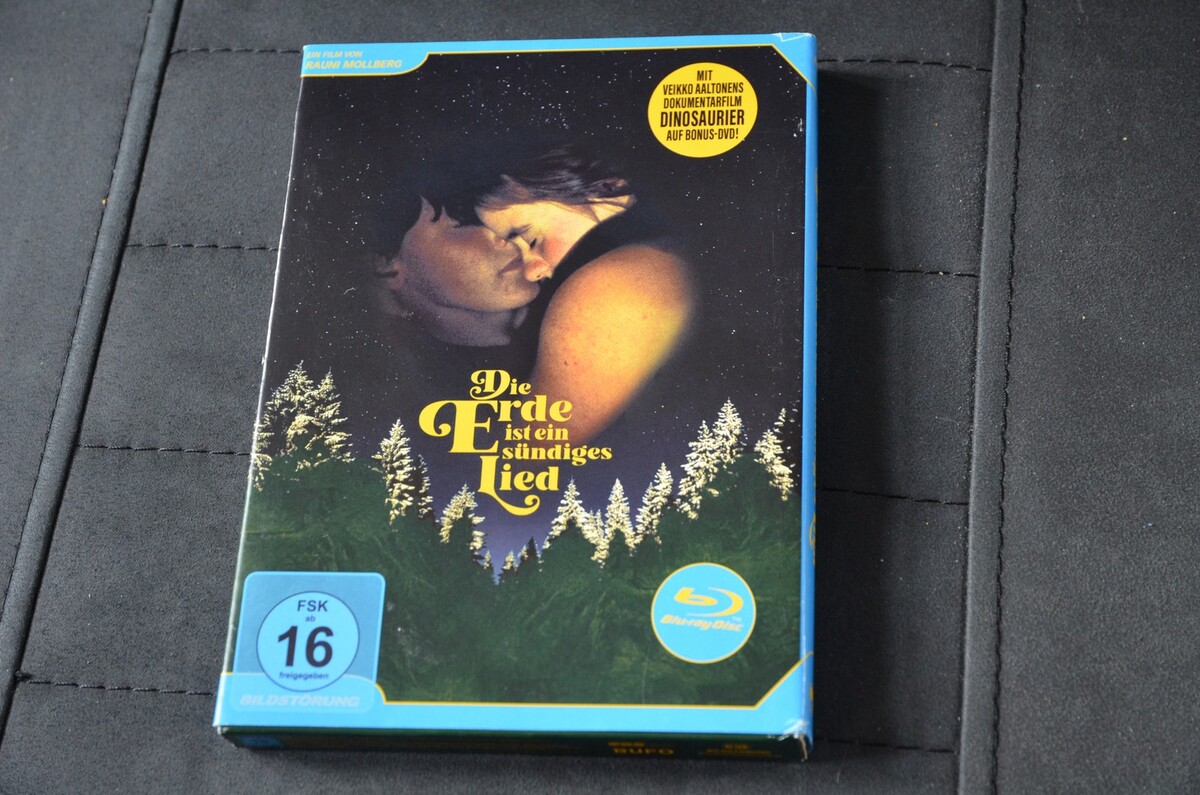 EIN FILM VON
RAUNI MOLLBERG
MIT
VEIKKO AALTONENS
DOKUMENTARFILM
DINOSAURIER
AUF BONUS-DVD!
Die
Erde
ist ein
sündiges
Lied
FSK
ab
16
freigegeben
BILDSTÖRUNG
Blu-ray Disc
BUFO